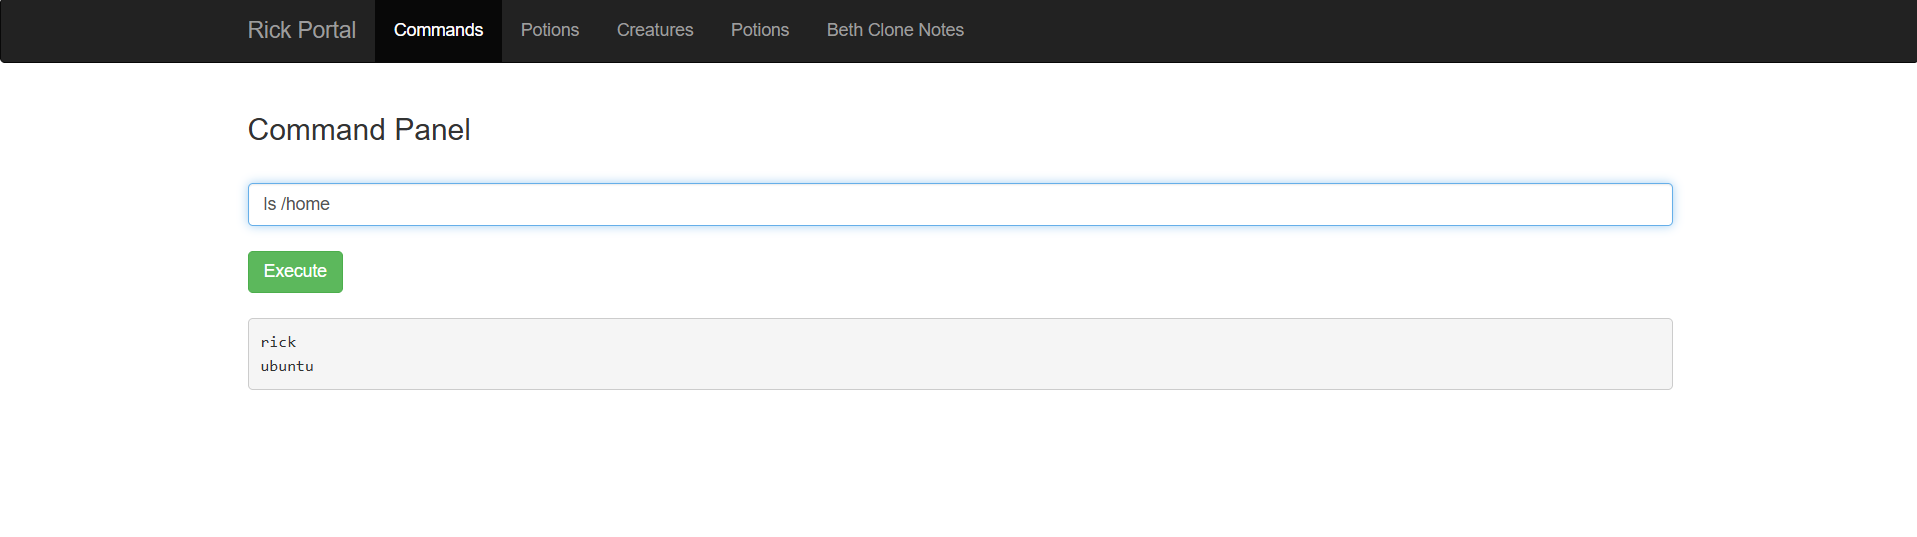 Rick Portal Commands Potions Creatures Potions Beth Clone Notes
Command Panel
ls /home
Execute
rick
ubuntu